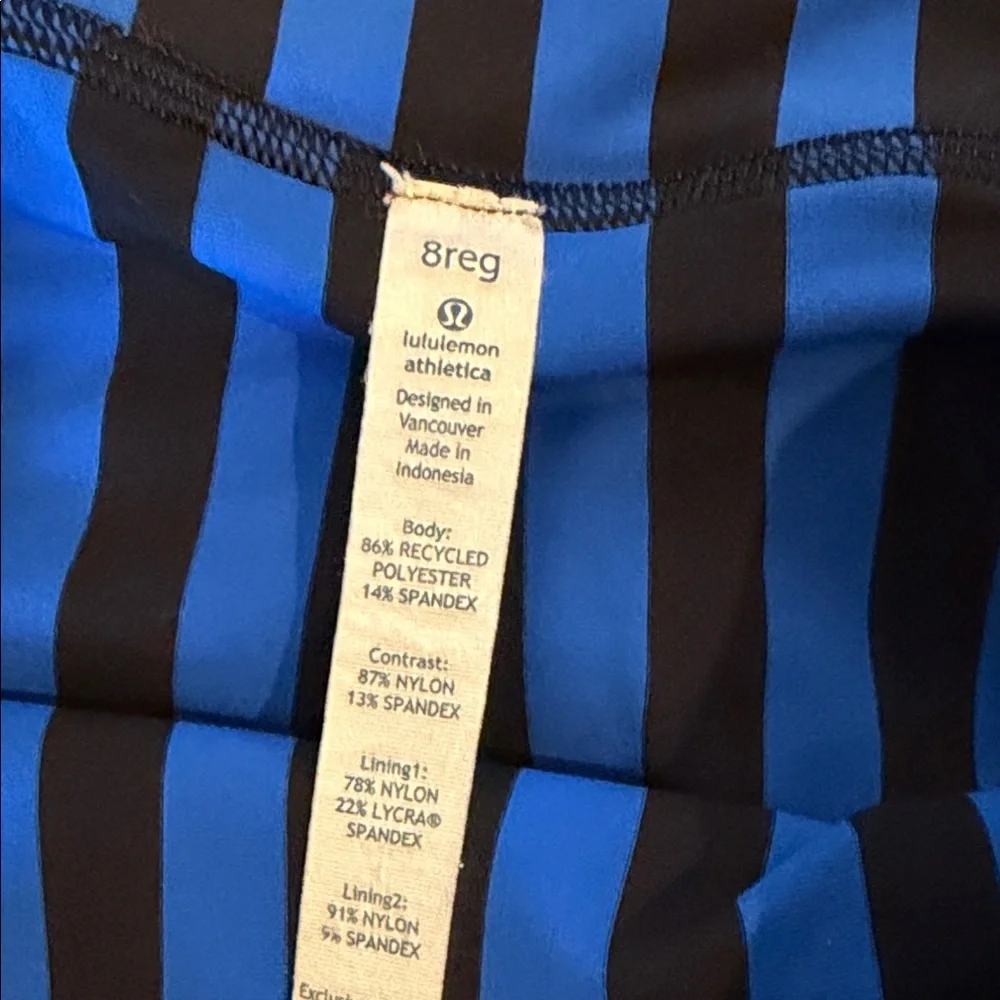 8reg
lululemon
athletica
Designed in
Vancouver
Made in
Indonesia
Body:
86% RECYCLED
POLYESTER
14% SPANDEX
Contrast:
87% NYLON
13% SPANDEX
Lining1:
78% NYLON
22% LYCRA®
SPANDEX
Lining2:
91% NYLON
9% SPANDEX